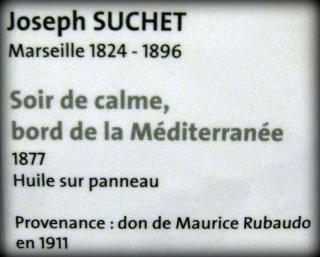 Joseph SUCHET
Marseille 1824 - 1896
Soir de calme,
bord de la Méditerranée
1877
Huile sur panneau
Provenance : don de Maurice Rubaudo
en 1911